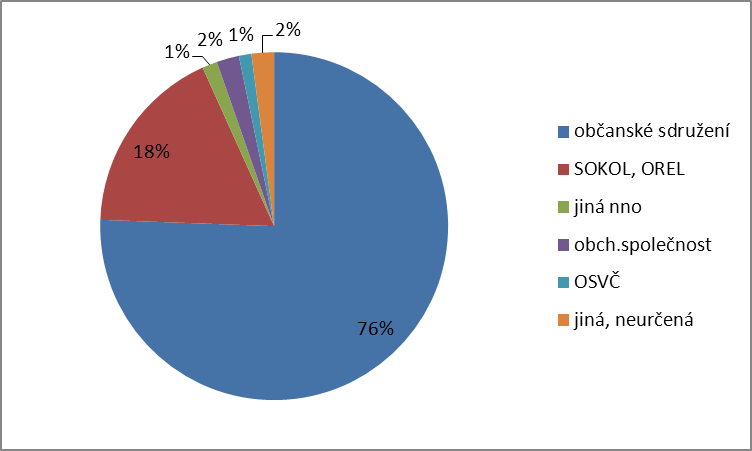 1%
2%
1%
2%
18%
76%
občanské sdružení
SOKOL, OREL
jiná nno
obch.společnost
OSVČ
jiná, neurčená